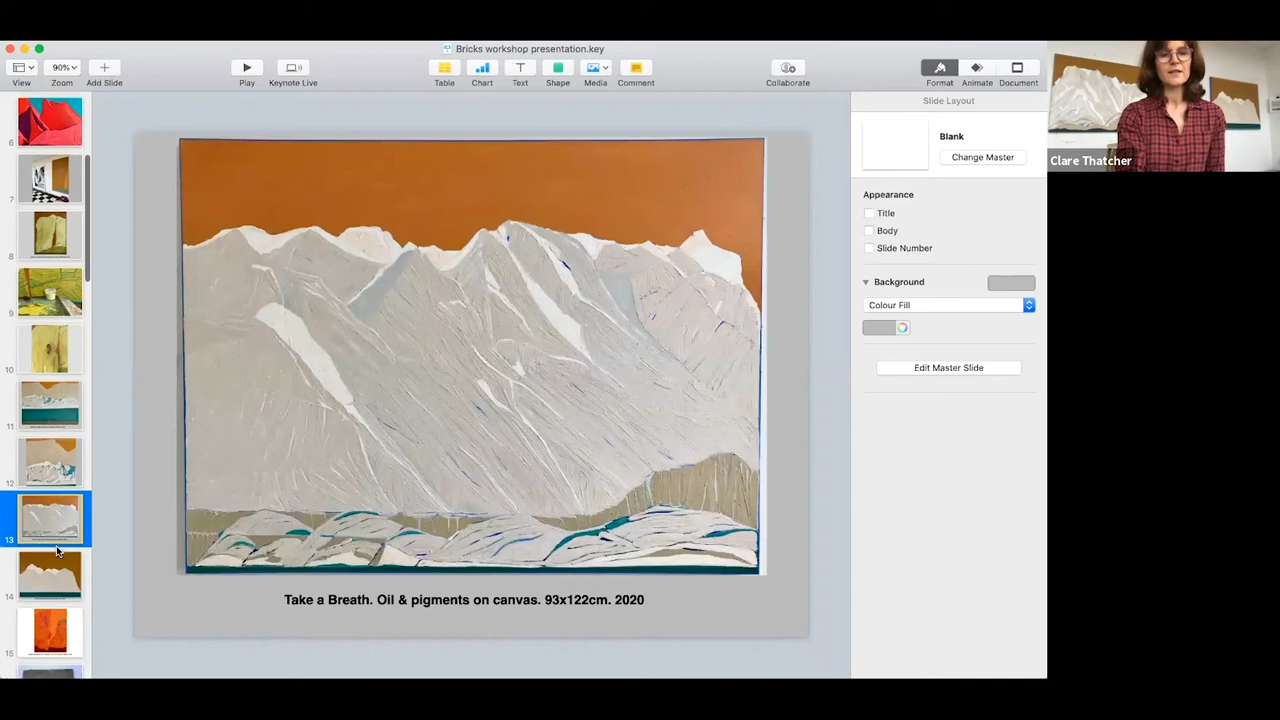 Bricks workshop presentation.key
90%
View Zoom Add Slide Play Keynote Live Table Chart Text Shape Media Comment Collaborate Format Animate Document
Slide Layout
Blank
Change Master
Appearance
Title
Body
Slide Number
Background
Colour Fill
Edit Master Slide
6
7
8
9
10
11
12
13
14
15
Take a Breath. Oil & pigments on canvas. 93x122cm. 2020
Clare Thatcher